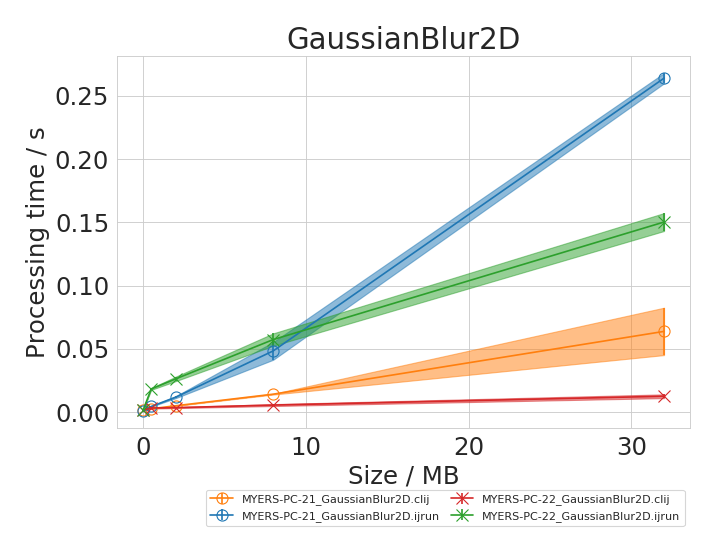 GaussianBlur2D
Processing time / s
0.25
0.20
0.15
0.10
0.05
0.00
0 10 20 30
Size / MB
MYERS-PC-21_GaussianBlur2D.clij MYERS-PC-22_GaussianBlur2D.clij
MYERS-PC-21_GaussianBlur2D.ijrun MYERS-PC-22_GaussianBlur2D.ijrun